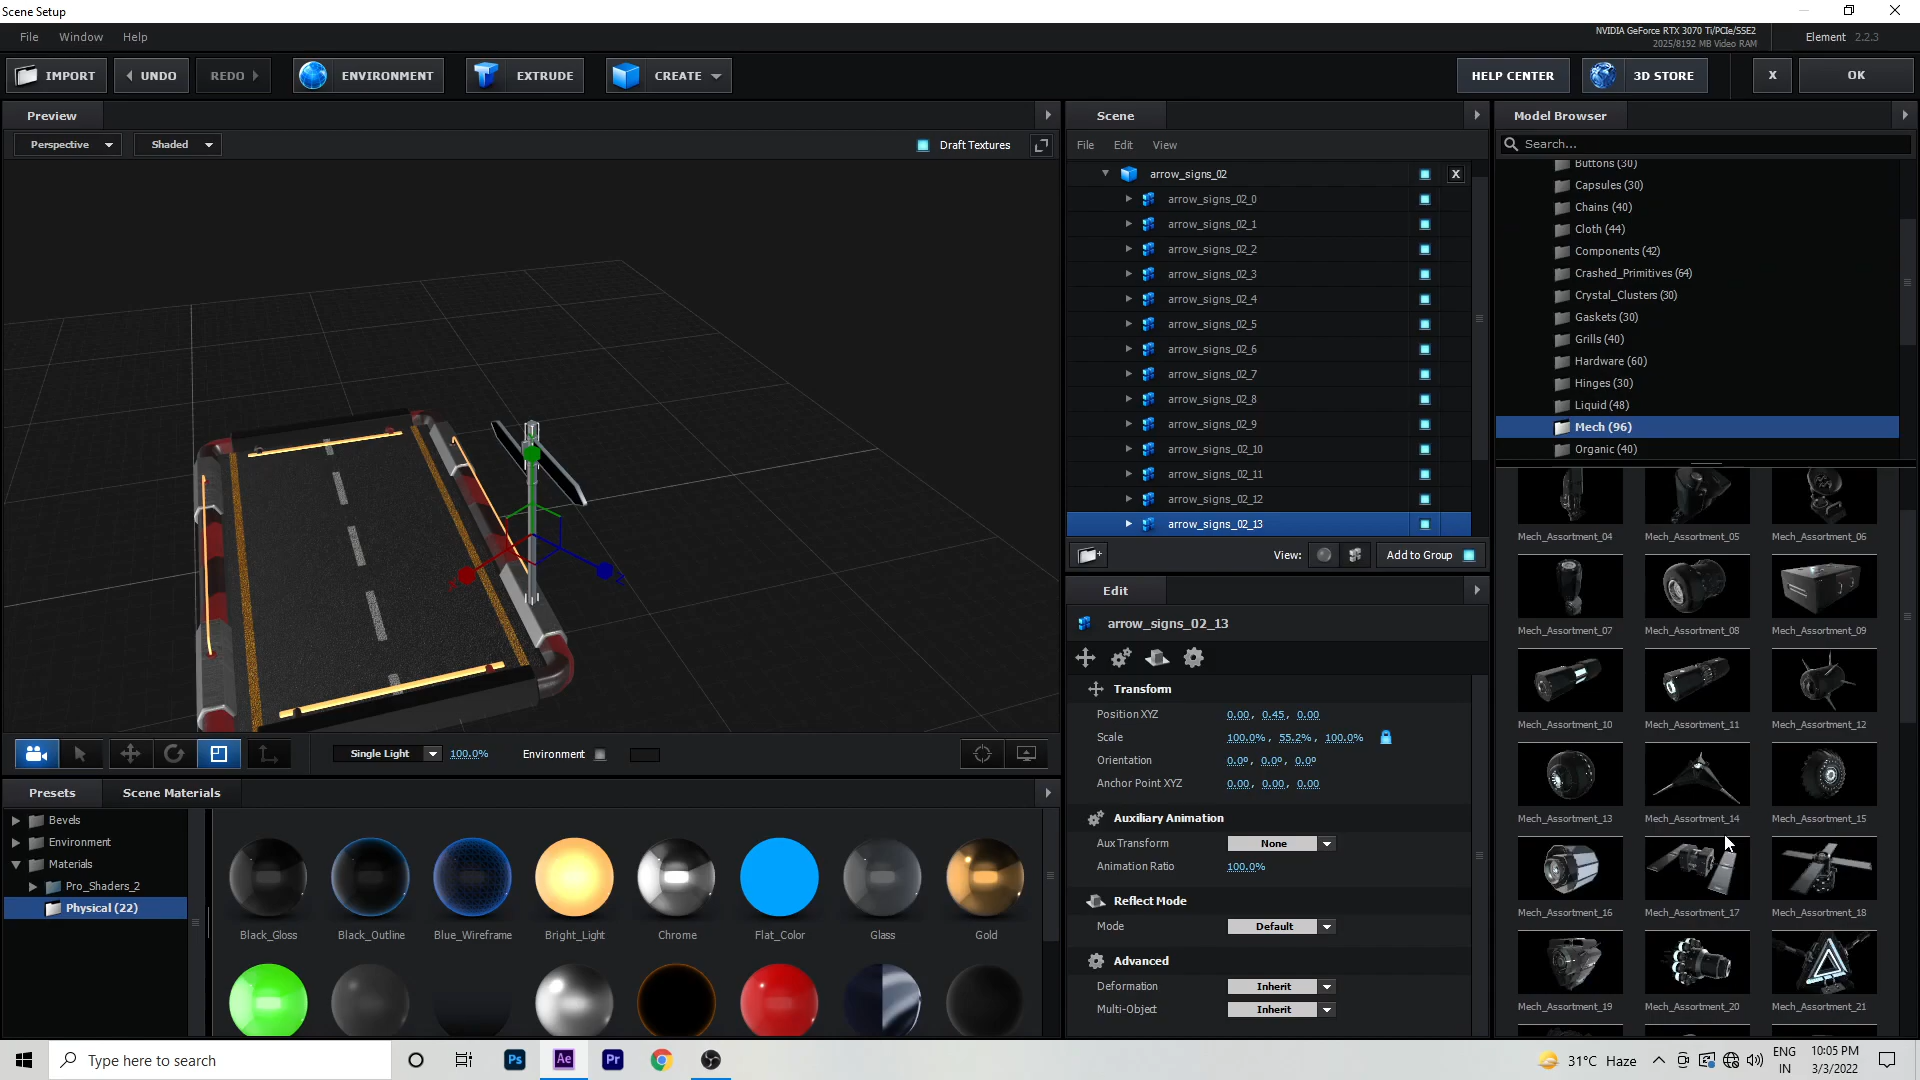 Scene Setup
File Window Help
NVIDIA GeForce RTX 3070 Ti/PCIe/SSE2
2025/8192 MB Video RAM
Element 2.2.3
IMPORT UNDO REDO ENVIRONMENT EXTRUDE CREATE HELP CENTER 3D STORE X OK
Preview
Perspective Shaded Draft Textures
Single Light 100.0% Environment
Presets Scene Materials
Bevels
Environment
Materials
Pro_Shaders_2
Physical (22)
Black_Gloss Black_Outline Blue_Wireframe Bright_Light Chrome Flat_Color Glass Gold
Scene
File Edit View
arrow_signs_02 X
arrow_signs_02_0
arrow_signs_02_1
arrow_signs_02_2
arrow_signs_02_3
arrow_signs_02_4
arrow_signs_02_5
arrow_signs_02_6
arrow_signs_02_7
arrow_signs_02_8
arrow_signs_02_9
arrow_signs_02_10
arrow_signs_02_11
arrow_signs_02_12
arrow_signs_02_13
View: Add to Group
Edit
arrow_signs_02_13
Transform
Position XYZ 0.00, 0.45, 0.00
Scale 100.0%, 55.2%, 100.0%
Orientation 0.0º, 0.0º, 0.0º
Anchor Point XYZ 0.00, 0.00, 0.00
Auxiliary Animation
Aux Transform None
Animation Ratio 100.0%
Reflect Mode
Mode Default
Advanced
Deformation Inherit
Multi-Object Inherit
Model Browser
Search...
Buttons (30)
Capsules (30)
Chains (40)
Cloth (44)
Components (42)
Crashed_Primitives (64)
Crystal_Clusters (30)
Gaskets (30)
Grills (40)
Hardware (60)
Hinges (30)
Liquid (48)
Mech (96)
Organic (40)
Mech_Assortment_04 Mech_Assortment_05 Mech_Assortment_06
Mech_Assortment_07 Mech_Assortment_08 Mech_Assortment_09
Mech_Assortment_10 Mech_Assortment_11 Mech_Assortment_12
Mech_Assortment_13 Mech_Assortment_14 Mech_Assortment_15
Mech_Assortment_16 Mech_Assortment_17 Mech_Assortment_18
Mech_Assortment_19 Mech_Assortment_20 Mech_Assortment_21
Type here to search
Ps Ae Pr
31°C Haze
ENG
IN
10:05 PM
3/3/2022